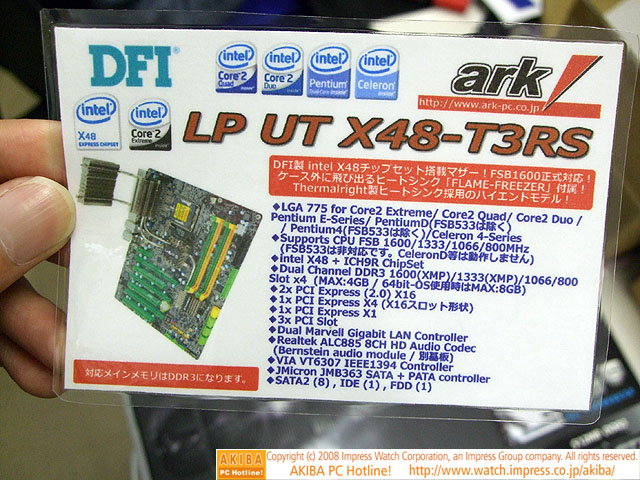 DFI®
intel Core™2 Quad inside™
intel Core™2 Duo inside™
intel Pentium Dual-Core inside™
intel Celeron inside™
ark!
http://www.ark-pc.co.jp
intel X48 EXPRESS CHIPSET
intel Core™2 Extreme inside™
LP UT X48-T3RS
DFI製 intel X48チップセット搭載マザー！FSB1600正式対応！
ケース外に飛び出るヒートシンク「FLAME-FREEZER」付属！
Thermalright製ヒートシンク採用のハイエンドモデル！
◆LGA 775 for Core2 Extreme/ Core2 Quad/ Core2 Duo /
Pentium E-Series/ PentiumD(FSB533は除く)
/ Pentium4(FSB533は除く)/Celeron 4-Series
◆Supports CPU FSB 1600/1333/1066/800MHz
(FSB533は非対応です。CeleronD等は動作しません)
◆intel X48 + ICH9R ChipSet
◆Dual Channel DDR3 1600(XMP)/1333(XMP)/1066/800
Slot x4 (MAX:4GB / 64bit-OS使用時はMAX:8GB)
◆2x PCI Express (2.0) X16
◆1x PCI Express X4 (X16スロット形状)
◆1x PCI Express X1
◆3x PCI Slot
◆Dual Marvell Gigabit LAN Controller
◆Realtek ALC885 8CH HD Audio Codec
(Bernstein audio module / 別基板)
◆VIA VT6307 IEEE1394 Controller
◆JMicron JMB363 SATA + PATA controller
◆SATA2 (8) , IDE (1) , FDD (1)
対応メインメモリはDDR3になります。
AKIBA PC Hotline!
Copyright (c) 2008 Impress Watch Corporation, an Impress Group company. All rights reserved.
AKIBA PC Hotline! http://www.watch.impress.co.jp/akiba/